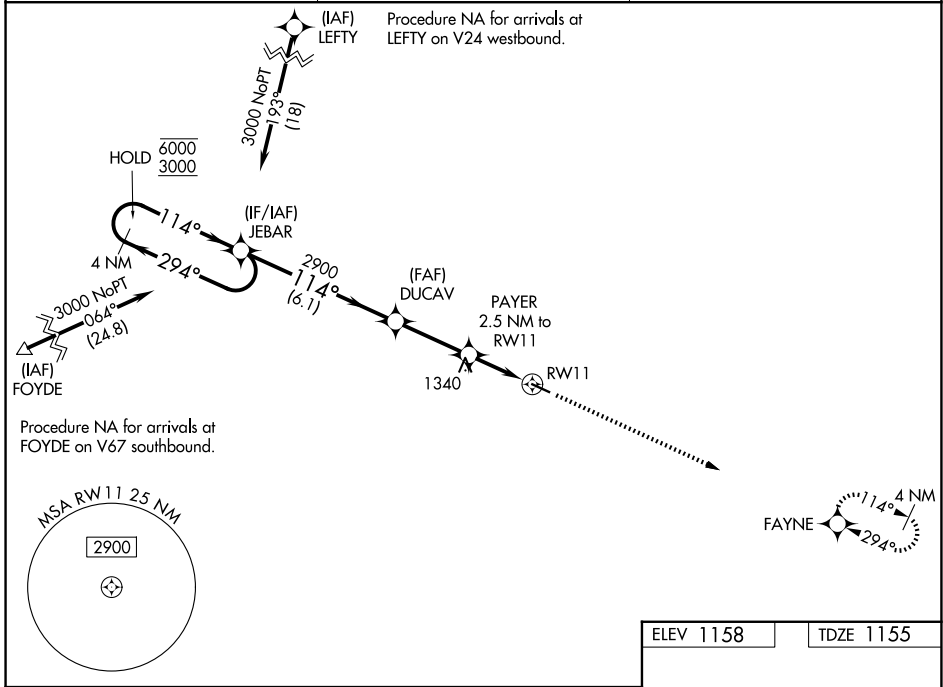 (IAF)
LEFTY
Procedure NA for arrivals at
LEFTY on V24 westbound.
3000 NoPT
193°
(18)
HOLD
6000
3000
(IF/IAF)
JEBAR
114°
294°
4 NM
2900
114°
(6.1)
(FAF)
DUCAV
PAYER
2.5 NM to
RW11
1340
RW11
3000 NoPT
064°
(24.8)
(IAF)
FOYDE
Procedure NA for arrivals at
FOYDE on V67 southbound.
MSA RW11 25 NM
2900
FAYNE
114°
4 NM
294°
ELEV 1158
TDZE 1155